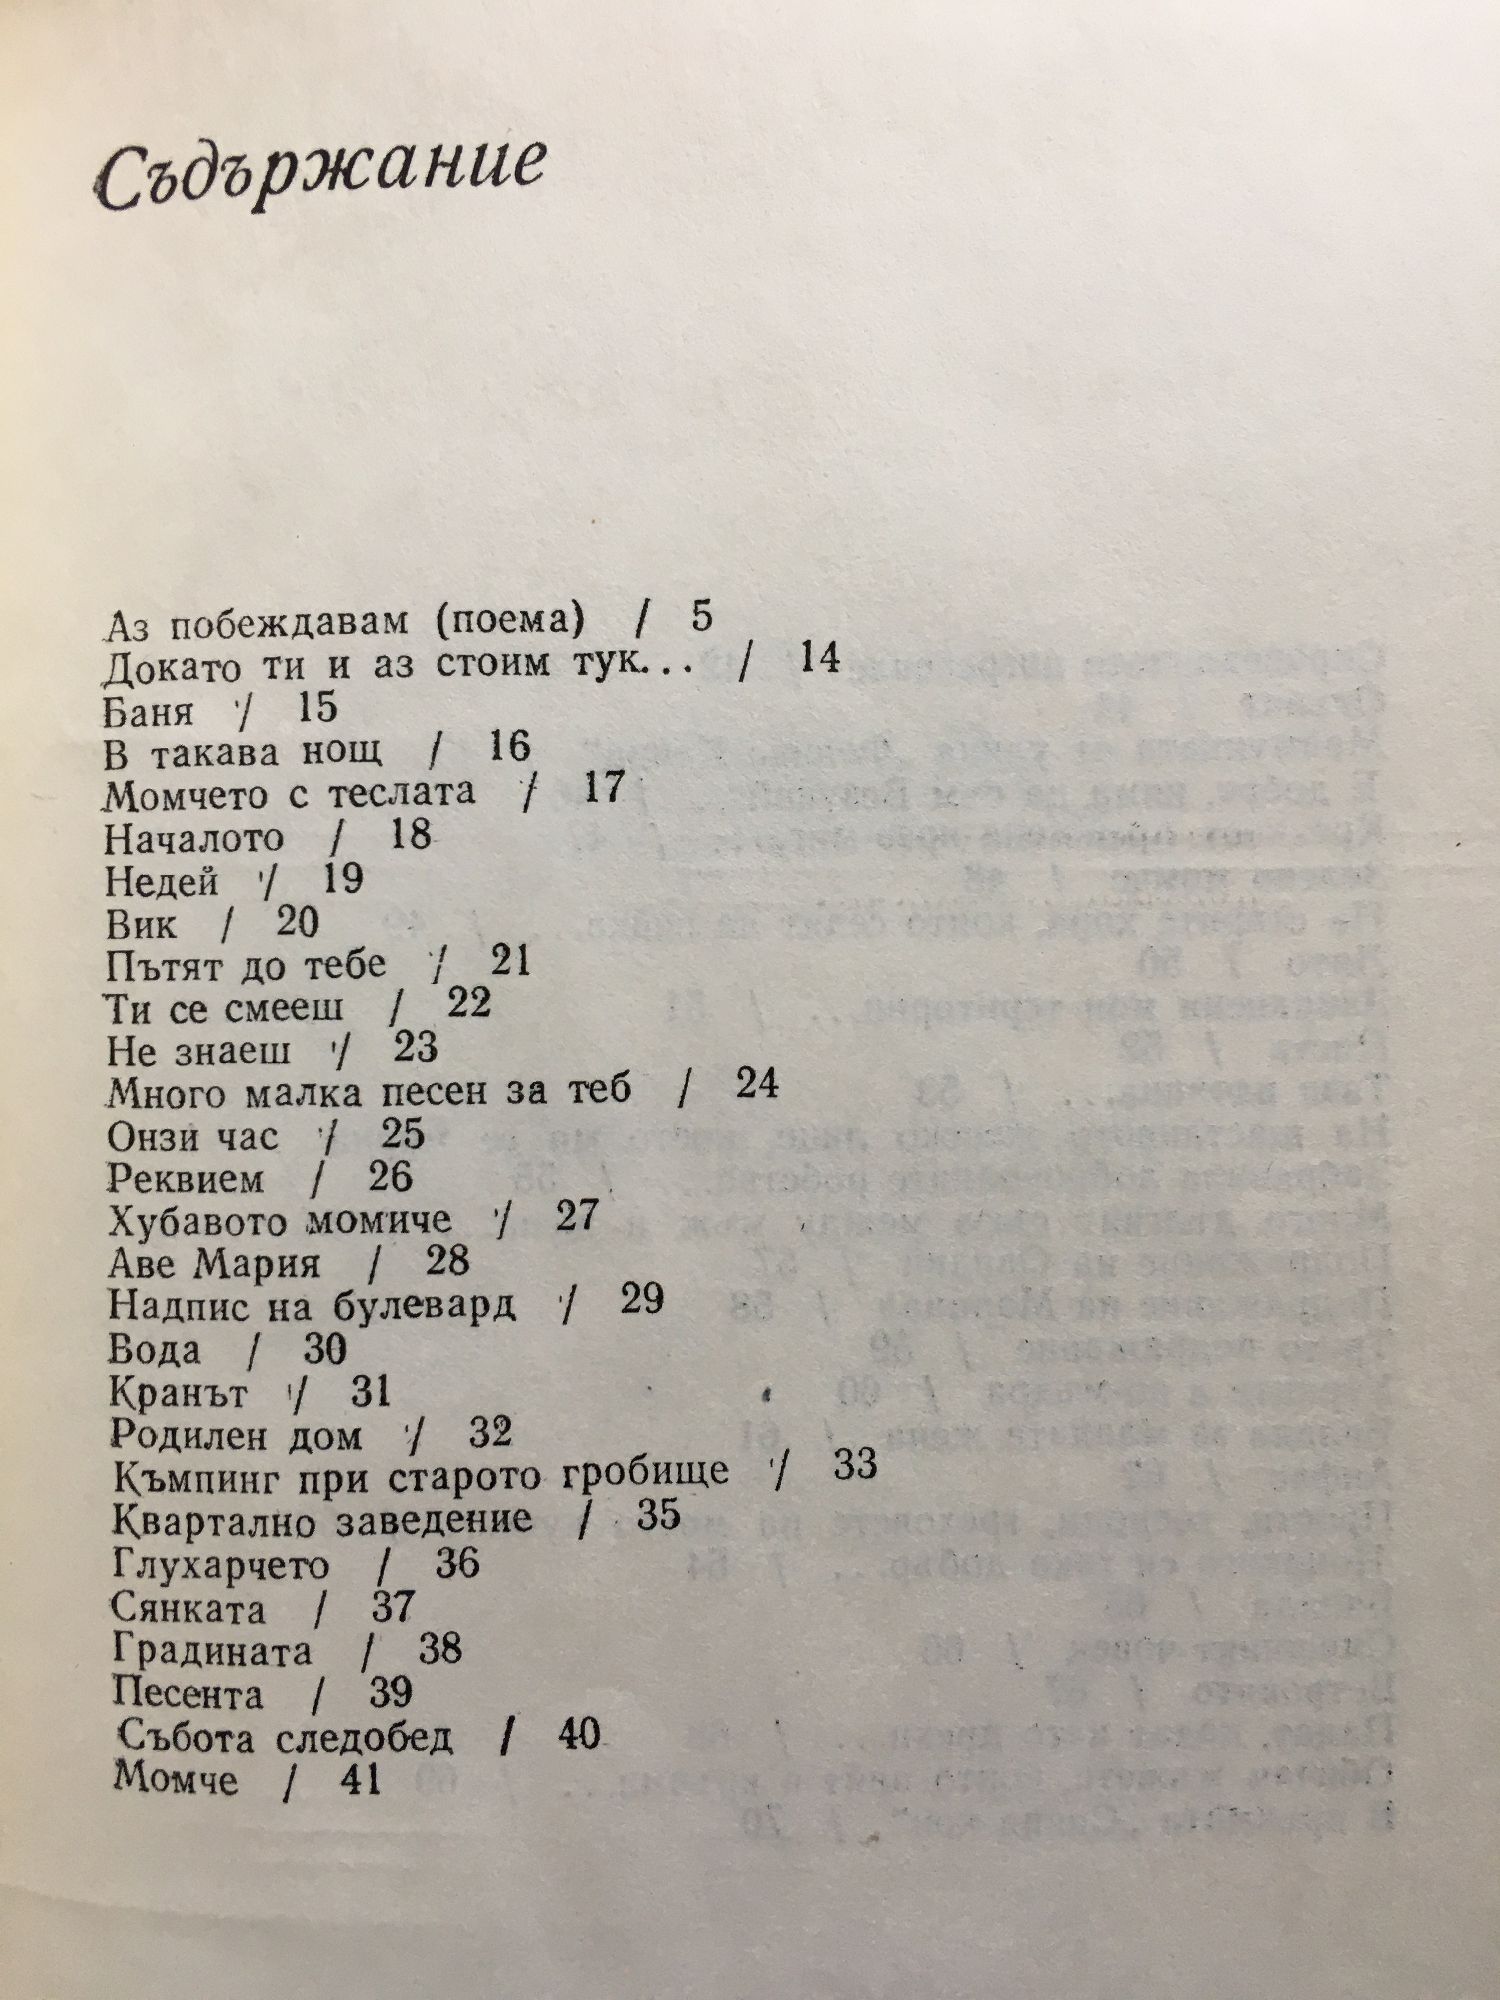 Съдържание
Аз побеждавам (поема) / 5
Докато ти и аз стоим тук... / 14
Баня / 15
В такава нощ / 16
Момчето с теслата / 17
Началото / 18
Недей / 19
Вик / 20
Пътят до тебе / 21
Ти се смееш / 22
Не знаеш / 23
Много малка песен за теб / 24
Онзи час / 25
Реквием / 26
Хубавото момиче / 27
Аве Мария / 28
Надпис на булевард / 29
Вода / 30
Кранът / 31
Родилен дом / 32
Къмпинг при старото гробище / 33
Квартално заведение / 35
Глухарчето / 36
Сянката / 37
Градината / 38
Песента / 39
Събота следобед / 40
Момче / 41